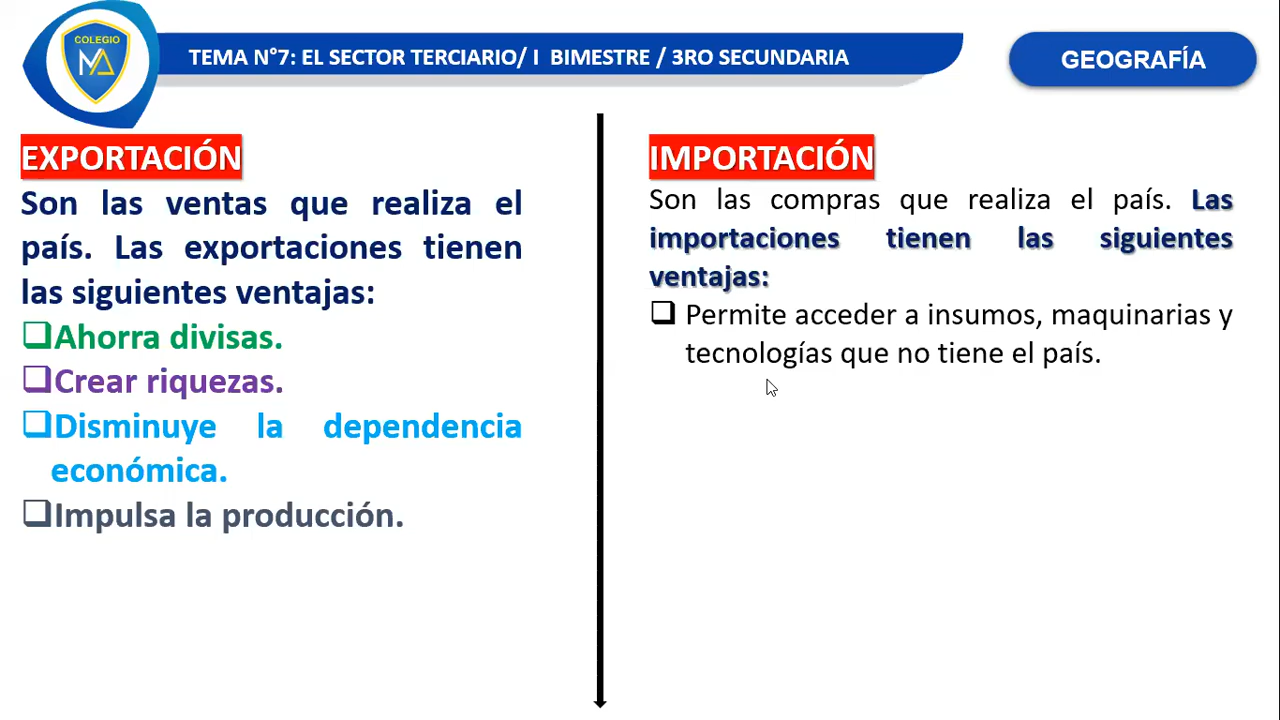 COLEGIO
MA
TEMA N°7: EL SECTOR TERCIARIO/ I BIMESTRE / 3RO SECUNDARIA
GEOGRAFÍA
EXPORTACIÓN
Son las ventas que realiza el
país. Las exportaciones tienen
las siguientes ventajas:
Ahorra divisas.
Crear riquezas.
Disminuye la dependencia
económica.
Impulsa la producción.
IMPORTACIÓN
Son las compras que realiza el país. Las
importaciones tienen las siguientes
ventajas:
Permite acceder a insumos, maquinarias y
tecnologías que no tiene el país.